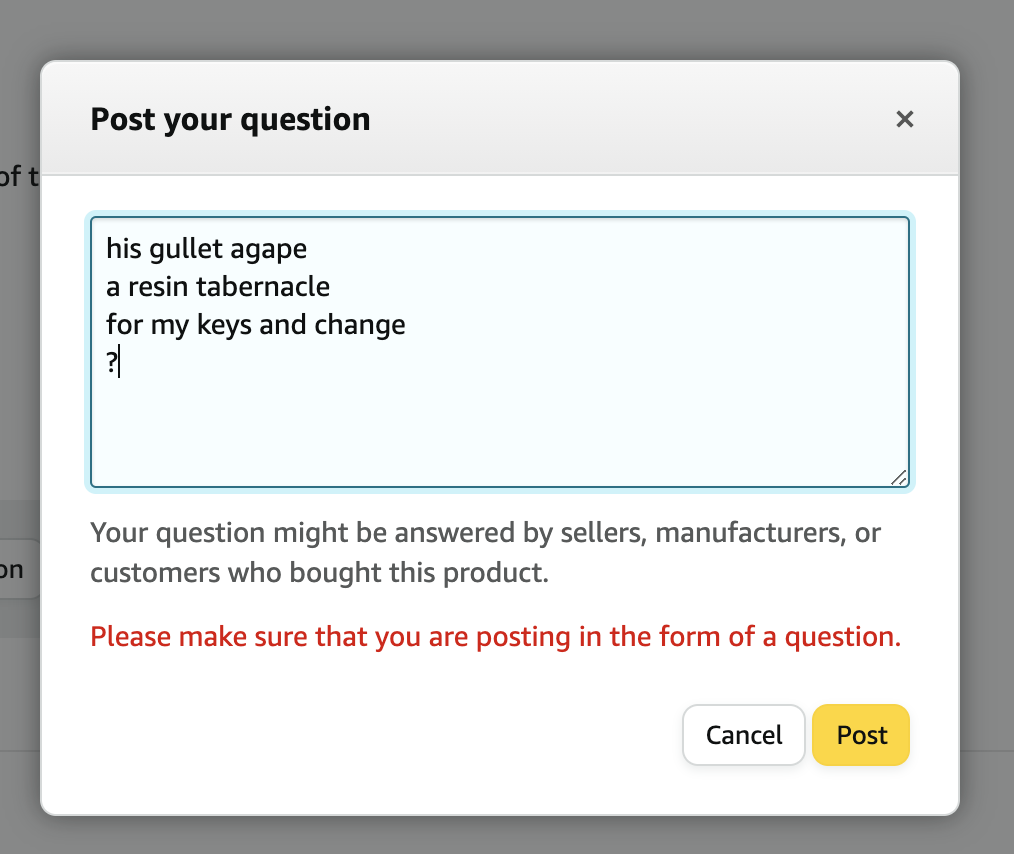 Post your question
of t
his gullet agape
a resin tabernacle
for my keys and change
?
on
Your question might be answered by sellers, manufacturers, or
customers who bought this product.
Please make sure that you are posting in the form of a question.
Cancel
Post